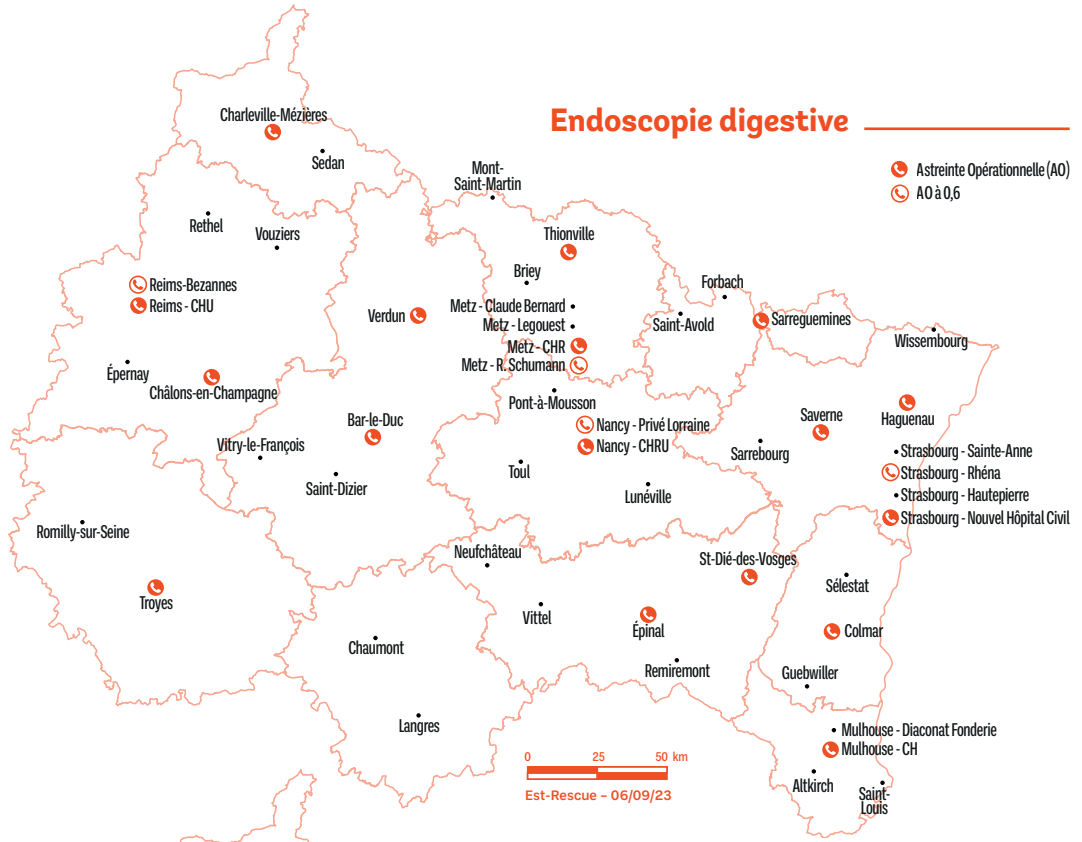 Endoscopie digestive
Astreinte Opérationnelle (AO)
AO à 0,6
Charleville-Mézières
Sedan
Mont-
Saint-Martin
Rethel
Vouziers
Thionville
Briey
Forbach
Reims-Bezannes
Reims - CHU
Verdun
Metz - Claude Bernard
Metz - Legouest
Metz - CHR
Metz - R. Schumann
Saint-Avold
Sarreguemines
Wissembourg
Épernay
Châlons-en-Champagne
Pont-à-Mousson
Bar-le-Duc
Nancy - Privé Lorraine
Nancy - CHRU
Saverne
Haguenau
Vitry-le-François
Saint-Dizier
Toul
Lunéville
Sarrebourg
Strasbourg - Sainte-Anne
Strasbourg - Rhéna
Strasbourg - Hautepierre
Strasbourg - Nouvel Hôpital Civil
Romilly-sur-Seine
Neufchâteau
St-Dié-des-Vosges
Sélestat
Troyes
Vittel
Épinal
Colmar
Chaumont
Remiremont
Guebwiller
Langres
Mulhouse - Diaconat Fonderie
Mulhouse - CH
Altkirch
Saint-
Louis
0 25 50 km
Est-Rescue – 06/09/23